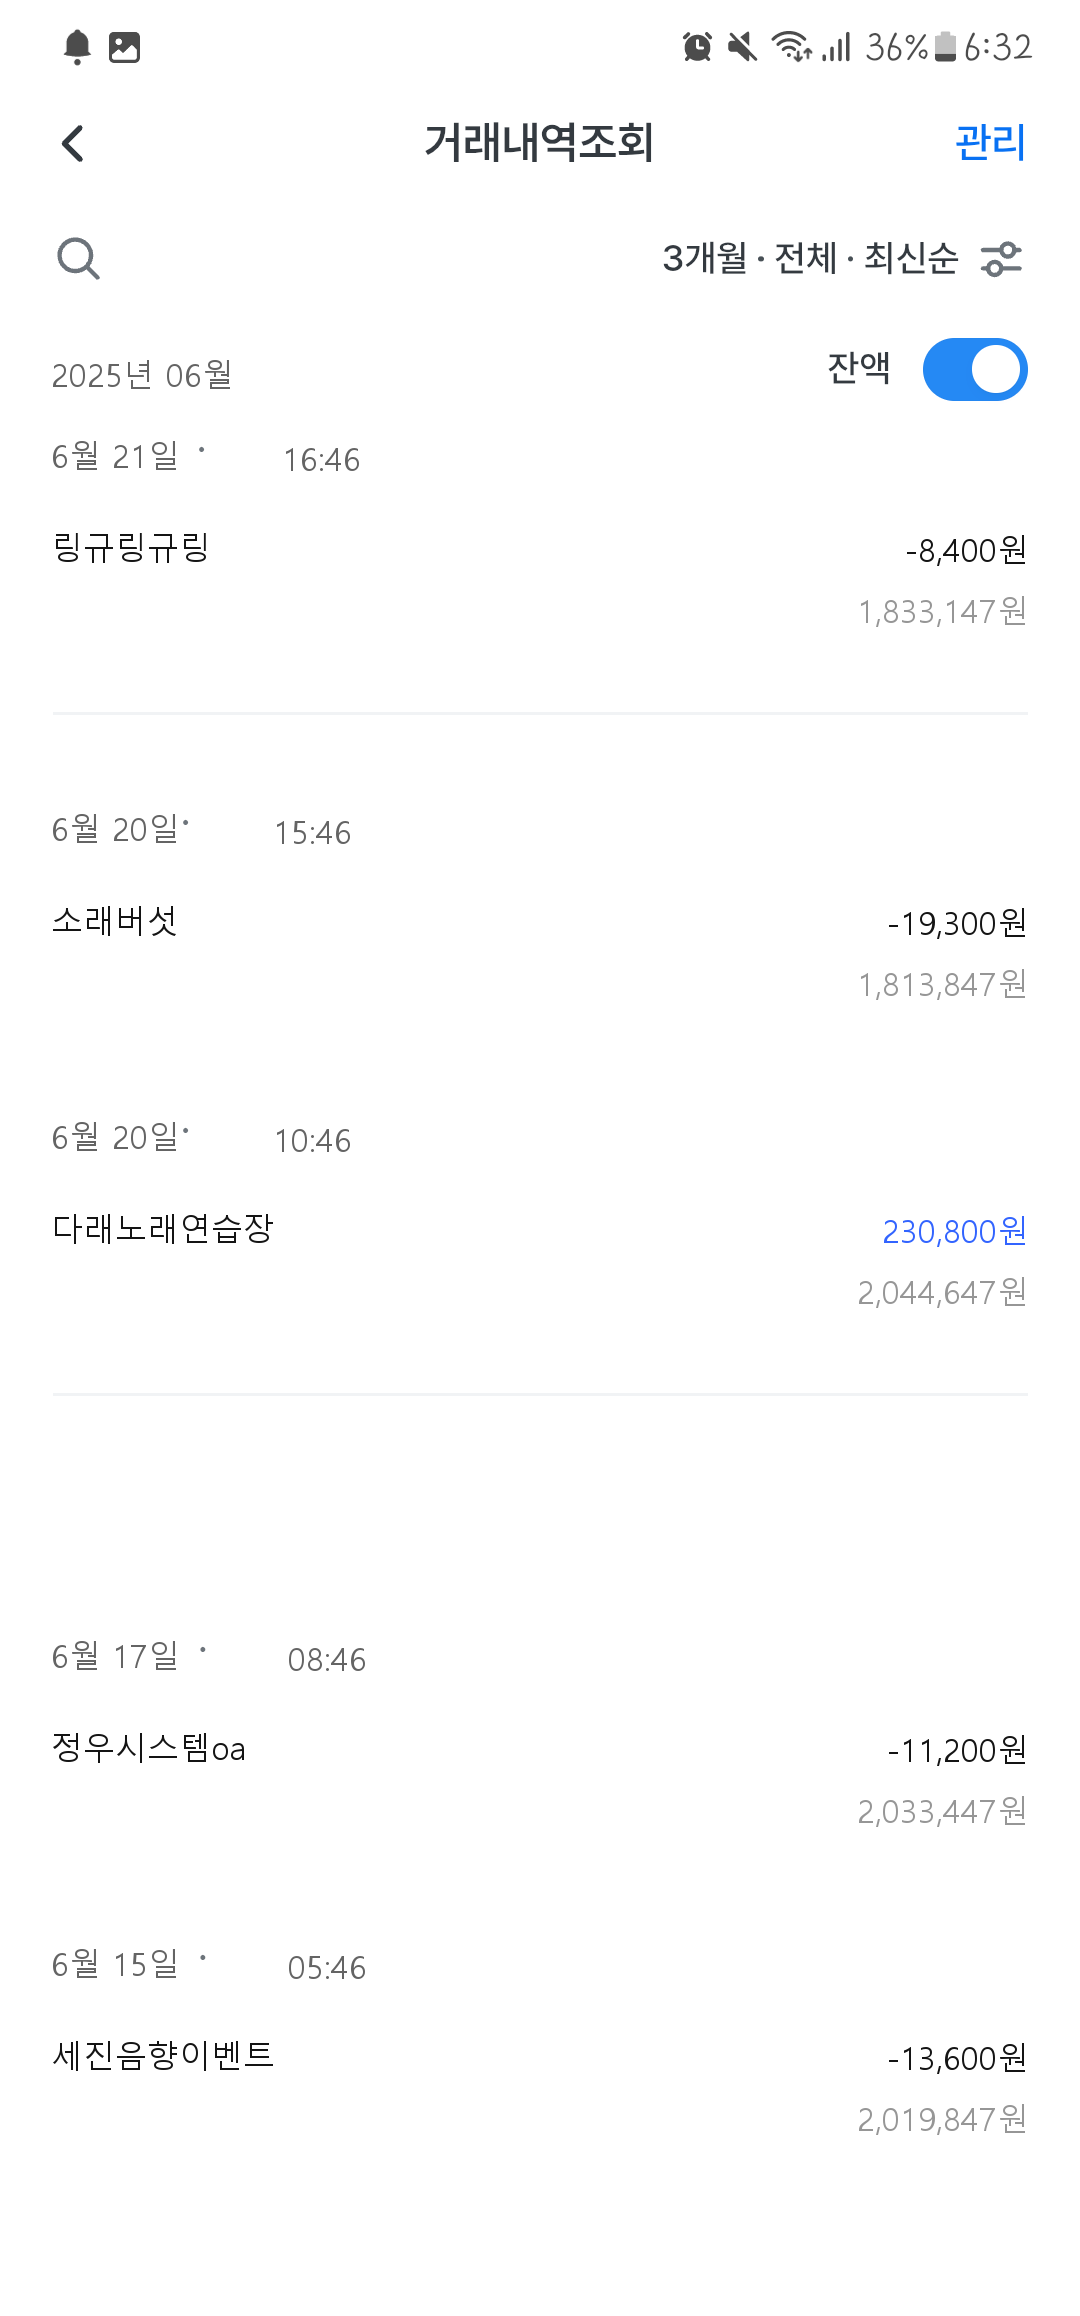 36% 6:32
거래내역조회 관리
3개월 · 전체 · 최신순
2025년 06월 잔액
6월 21일 · 16:46
링규링규링 -8,400원
1,833,147원
6월 20일· 15:46
소래버섯 -19,300원
1,813,847원
6월 20일· 10:46
다래노래연습장 230,800원
2,044,647원
6월 17일 · 08:46
정우시스템oa -11,200원
2,033,447원
6월 15일 · 05:46
세진음향이벤트 -13,600원
2,019,847원